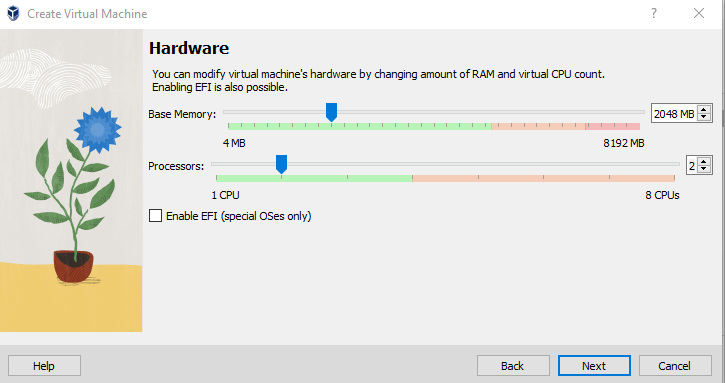 Create Virtual Machine
?
Hardware
You can modify virtual machine's hardware by changing amount of RAM and virtual CPU count.
Enabling EFI is also possible.
Base Memory: 2048 MB
4 MB 8192 MB
Processors: 2
1 CPU 8 CPUs
Enable EFI (special OSes only)
Help Back Next Cancel